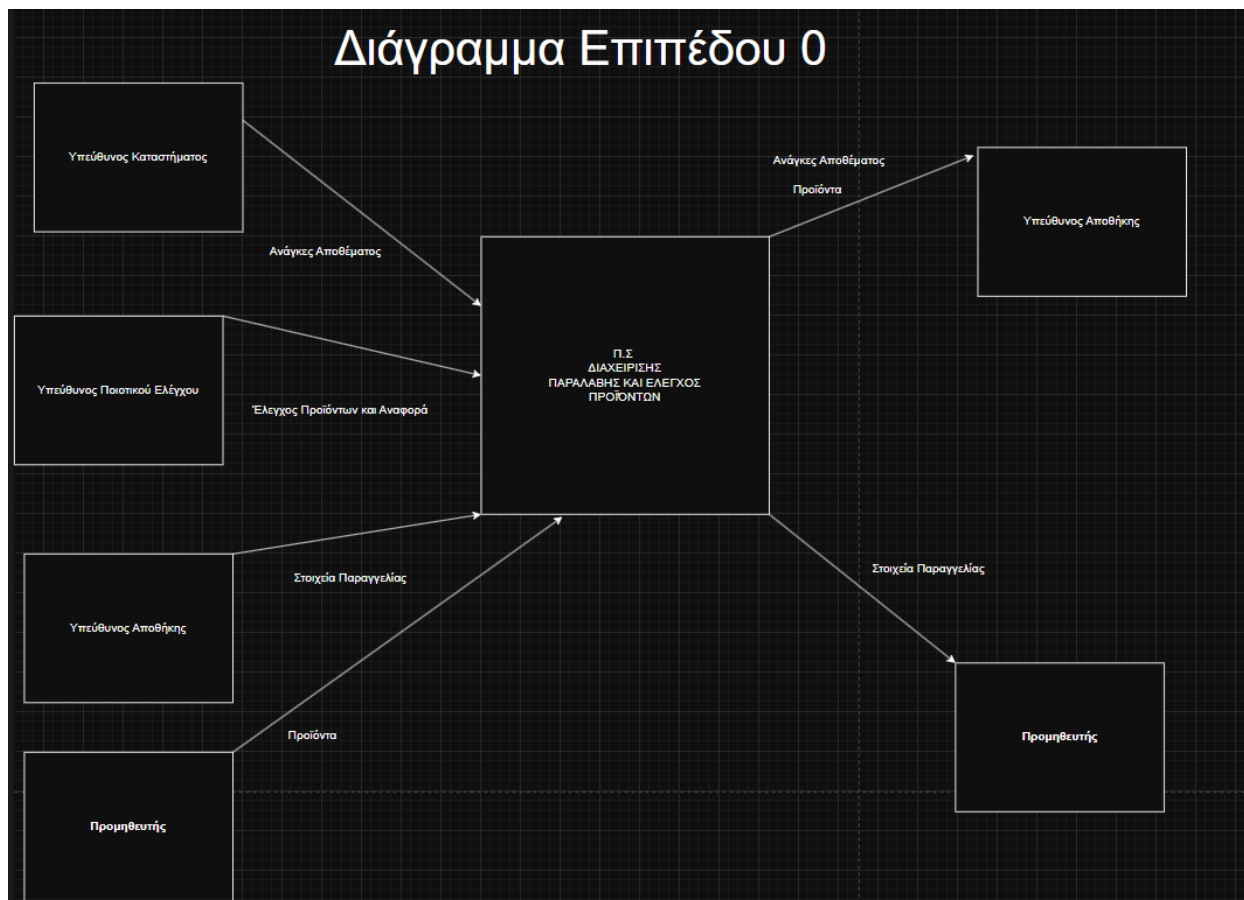 Διάγραμμα Επιπέδου 0
Υπεύθυνος Καταστήματος
Ανάγκες Αποθέματος
Υπεύθυνος Ποιοτικού Ελέγχου
Έλεγχος Προϊόντων και Αναφορά
Υπεύθυνος Αποθήκης
Στοιχεία Παραγγελίας
Προμηθευτής
Προϊόντα
Π.Σ
ΔΙΑΧΕΙΡΙΣΗΣ
ΠΑΡΑΛΑΒΗΣ ΚΑΙ ΕΛΕΓΧΟΣ
ΠΡΟΪΟΝΤΩΝ
Ανάγκες Αποθέματος
Προϊόντα
Υπεύθυνος Αποθήκης
Στοιχεία Παραγγελίας
Προμηθευτής